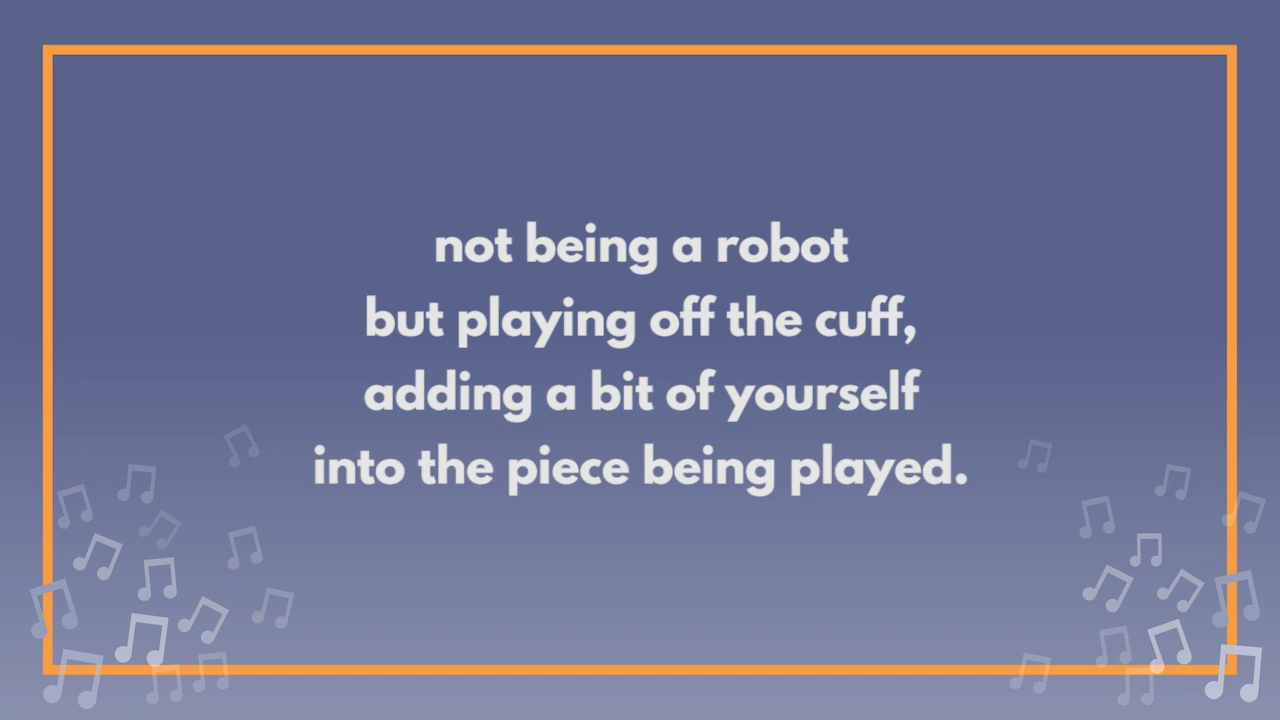 not being a robot
but playing off the cuff,
adding a bit of yourself
into the piece being played.